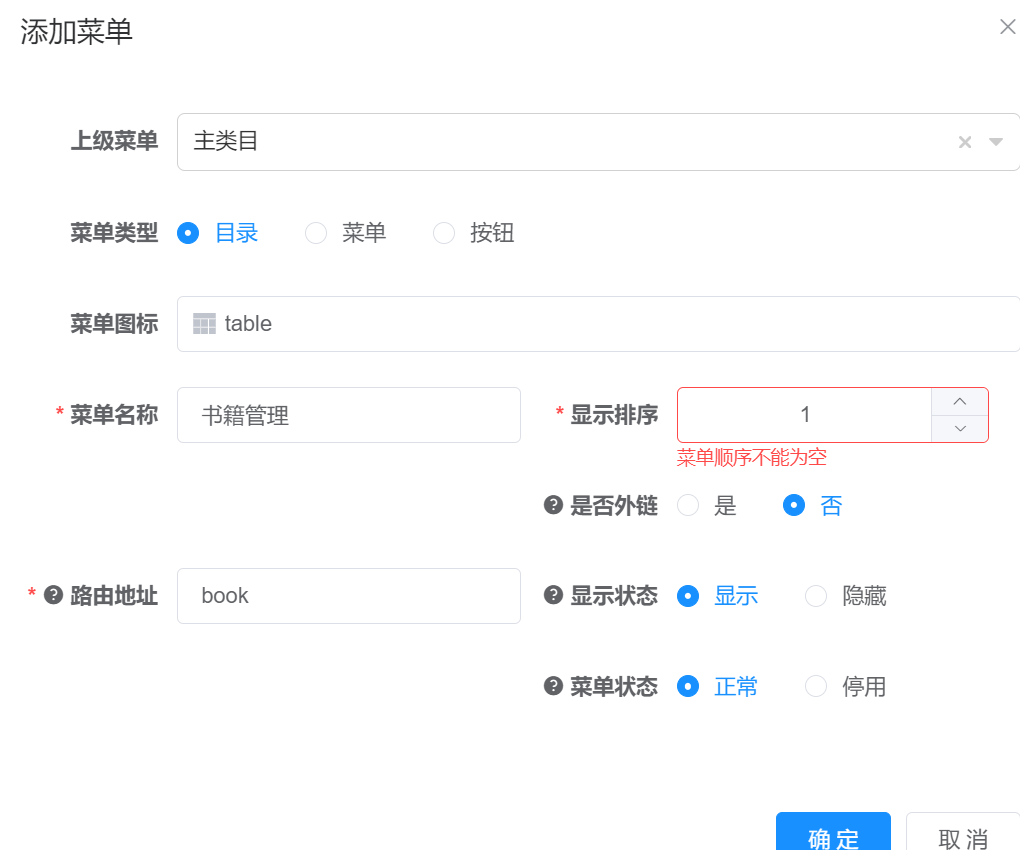 添加菜单
上级菜单 主类目
菜单类型 目录 菜单 按钮
菜单图标 table
* 菜单名称 书籍管理 * 显示排序 1
菜单顺序不能为空
是否外链 是 否
* 路由地址 book 显示状态 显示 隐藏
菜单状态 正常 停用
确定 取消